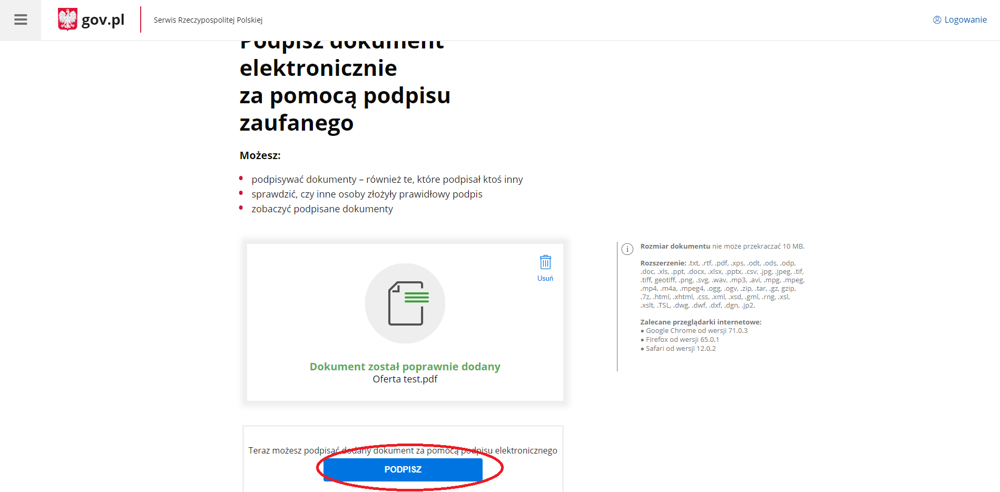 gov.pl
Serwis Rzeczypospolitej Polskiej
Logowanie
Podpisz dokument
elektronicznie
za pomocą podpisu
zaufanego
Możesz:
podpisywać dokumenty – również te, które podpisał ktoś inny
sprawdzić, czy inne osoby złożyły prawidłowy podpis
zobaczyć podpisane dokumenty
Usuń
Dokument został poprawnie dodany
Oferta test.pdf
Rozmiar dokumentu nie może przekraczać 10 MB.
Rozszerzenie: .txt, .rtf, .pdf, .xps, .odt, .ods, .odp,
.doc, .xls, .ppt, .docx, .xlsx, .pptx, .csv, .jpg, .jpeg, .tif,
.tiff, geotiff, .png, .svg, .wav, .mp3, .avi, .mpg, .mpeg,
.mp4, .m4a, .mpeg4, .ogg, .ogv, .zip, .tar, .gz, gzip,
.7z, .html, .xhtml, .css, .xml, .xsd, .gml, .rng, .xsl,
.xslt, .TSL, .dwg, .dwf, .dxf, .dgn, .jp2.
Zalecane przeglądarki internetowe:
● Google Chrome od wersji 71.0.3
● Firefox od wersji 65.0.1
● Safari od wersji 12.0.2
Teraz możesz podpisać dodany dokument za pomocą podpisu elektronicznego
PODPISZ